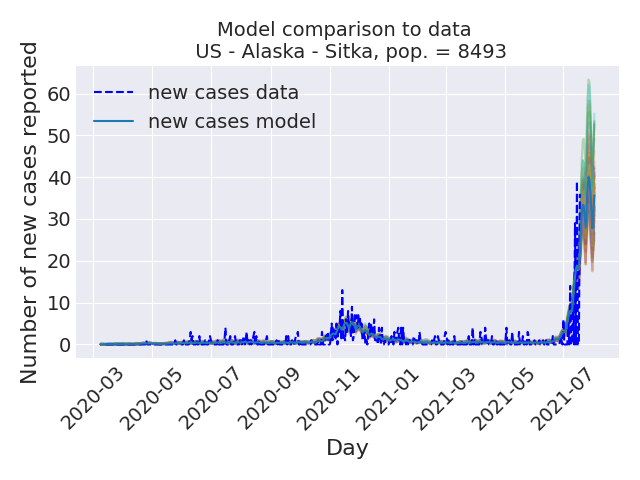 Model comparison to data
US - Alaska - Sitka, pop. = 8493
Number of new cases reported
60
50
40
30
20
10
0
new cases data
new cases model
2020-03
2020-05
2020-07
2020-09
2020-11
2021-01
2021-03
2021-05
2021-07
Day